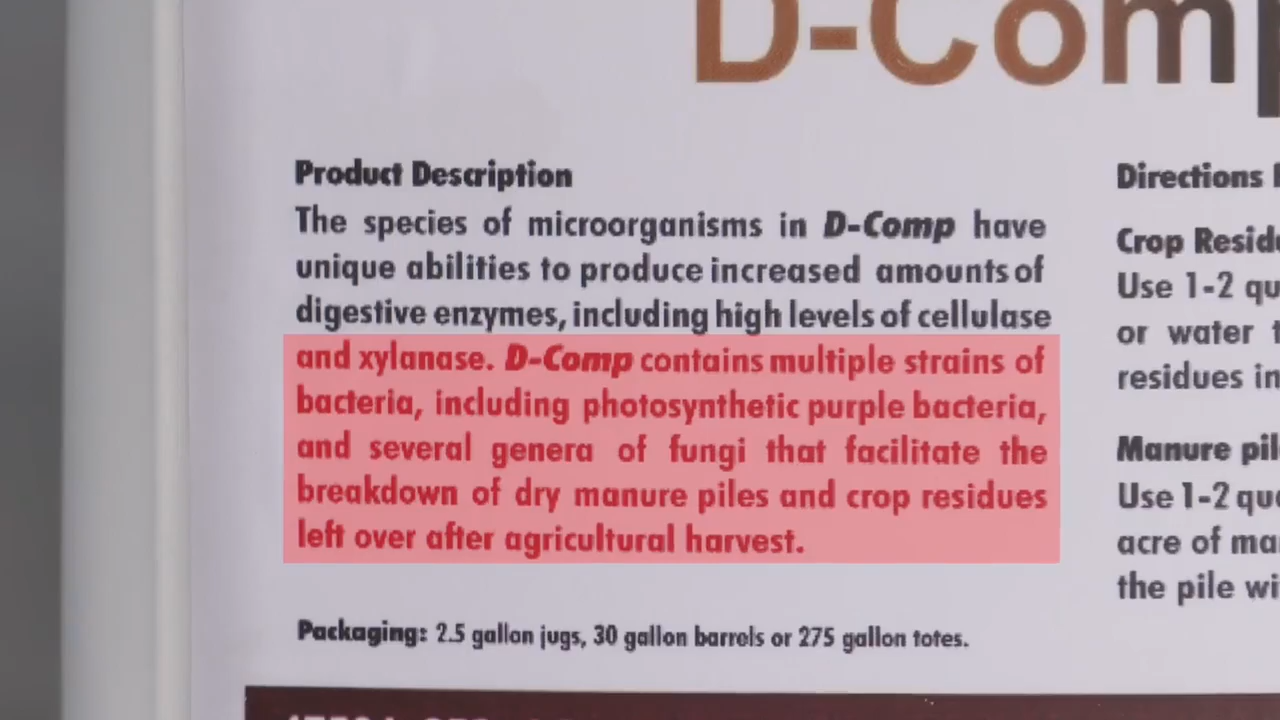 D-Com
Product Description
The species of microorganisms in D-Comp have
unique abilities to produce increased amounts of
digestive enzymes, including high levels of cellulase
and xylanase. D-Comp contains multiple strains of
bacteria, including photosynthetic purple bacteria,
and several genera of fungi that facilitate the
breakdown of dry manure piles and crop residues
left over after agricultural harvest.
Packaging: 2.5 gallon jugs, 30 gallon barrels or 275 gallon totes.
Directions
Crop Resid
Use 1-2 qu
or water
residues in
Manure pil
Use 1-2 qu
acre of ma
the pile wi